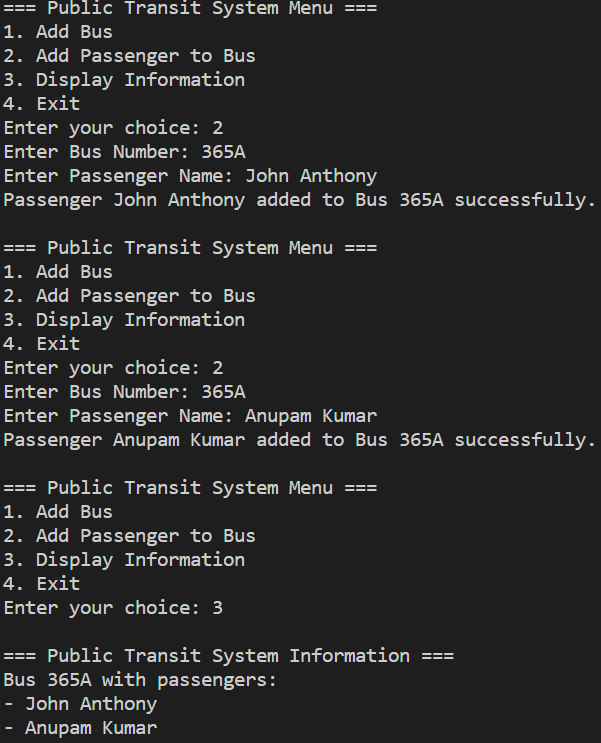 === Public Transit System Menu ===
1. Add Bus
2. Add Passenger to Bus
3. Display Information
4. Exit
Enter your choice: 2
Enter Bus Number: 365A
Enter Passenger Name: John Anthony
Passenger John Anthony added to Bus 365A successfully.

=== Public Transit System Menu ===
1. Add Bus
2. Add Passenger to Bus
3. Display Information
4. Exit
Enter your choice: 2
Enter Bus Number: 365A
Enter Passenger Name: Anupam Kumar
Passenger Anupam Kumar added to Bus 365A successfully.

=== Public Transit System Menu ===
1. Add Bus
2. Add Passenger to Bus
3. Display Information
4. Exit
Enter your choice: 3

=== Public Transit System Information ===
Bus 365A with passengers:
- John Anthony
- Anupam Kumar